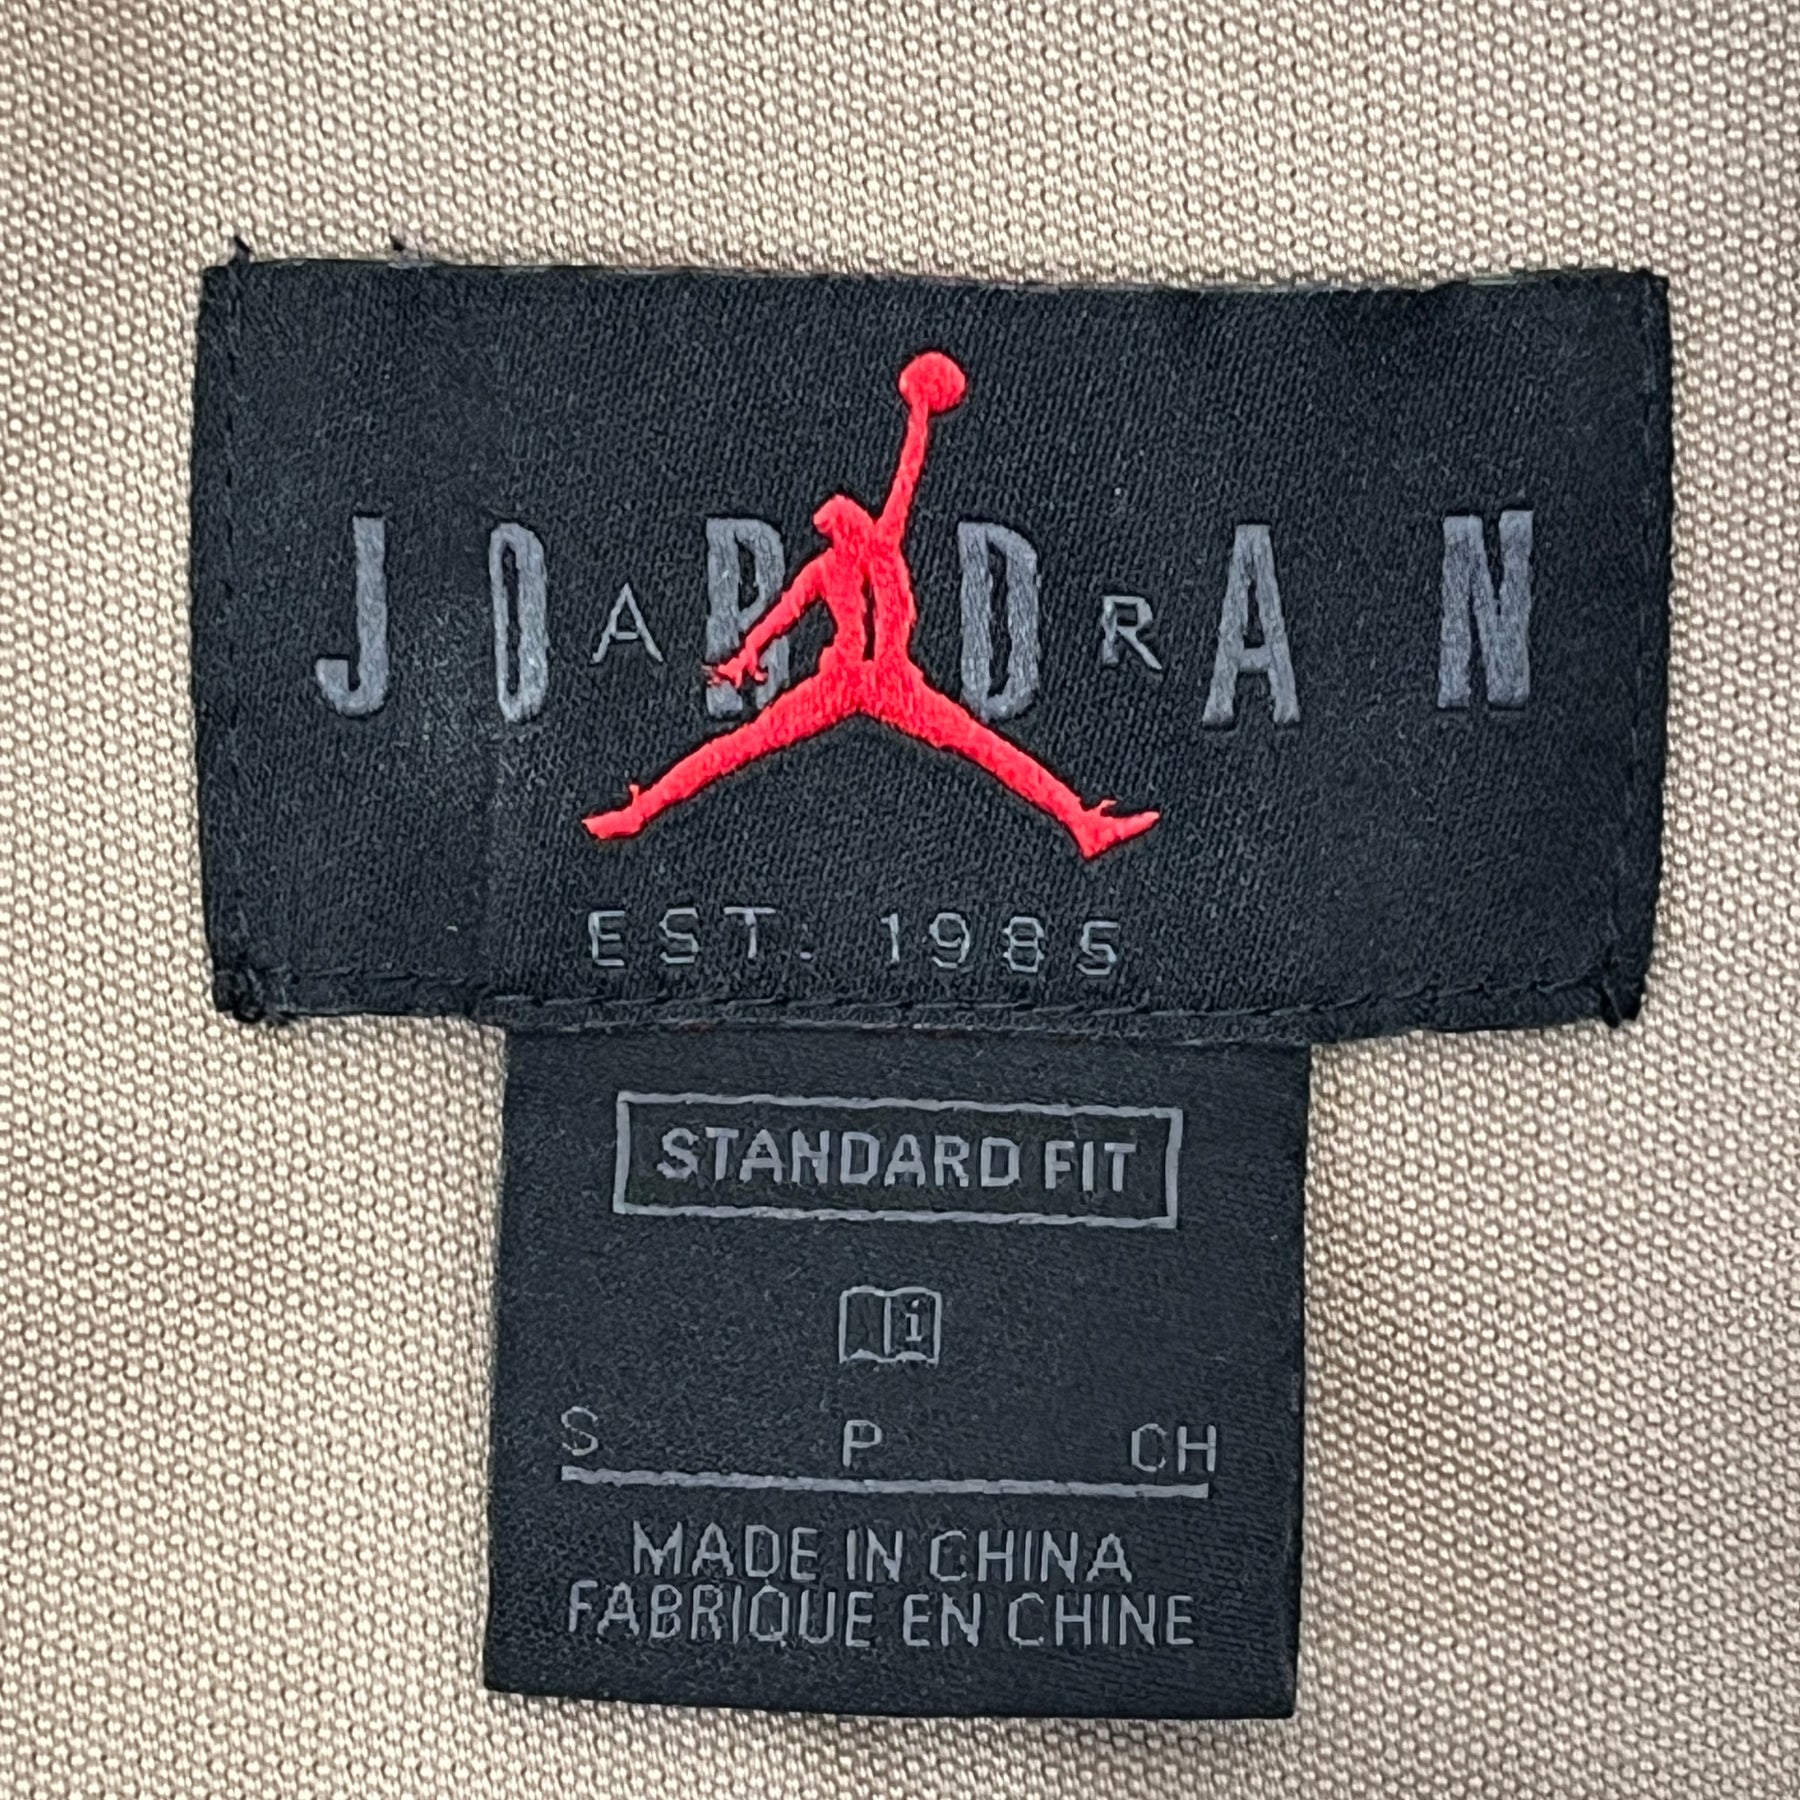 JORDAN
AIR
EST. 1985
STANDARD FIT
i
S P CH
MADE IN CHINA
FABRIQUE EN CHINE